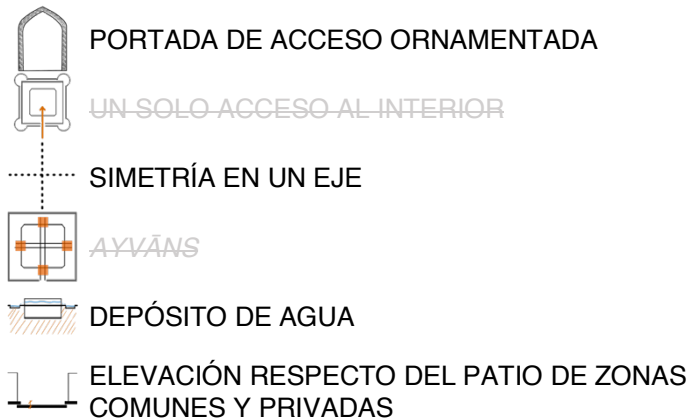 PORTADA DE ACCESO ORNAMENTADA
UN SOLO ACCESO AL INTERIOR
SIMETRÍA EN UN EJE
AYVĀNS
DEPÓSITO DE AGUA
ELEVACIÓN RESPECTO DEL PATIO DE ZONAS
COMUNES Y PRIVADAS